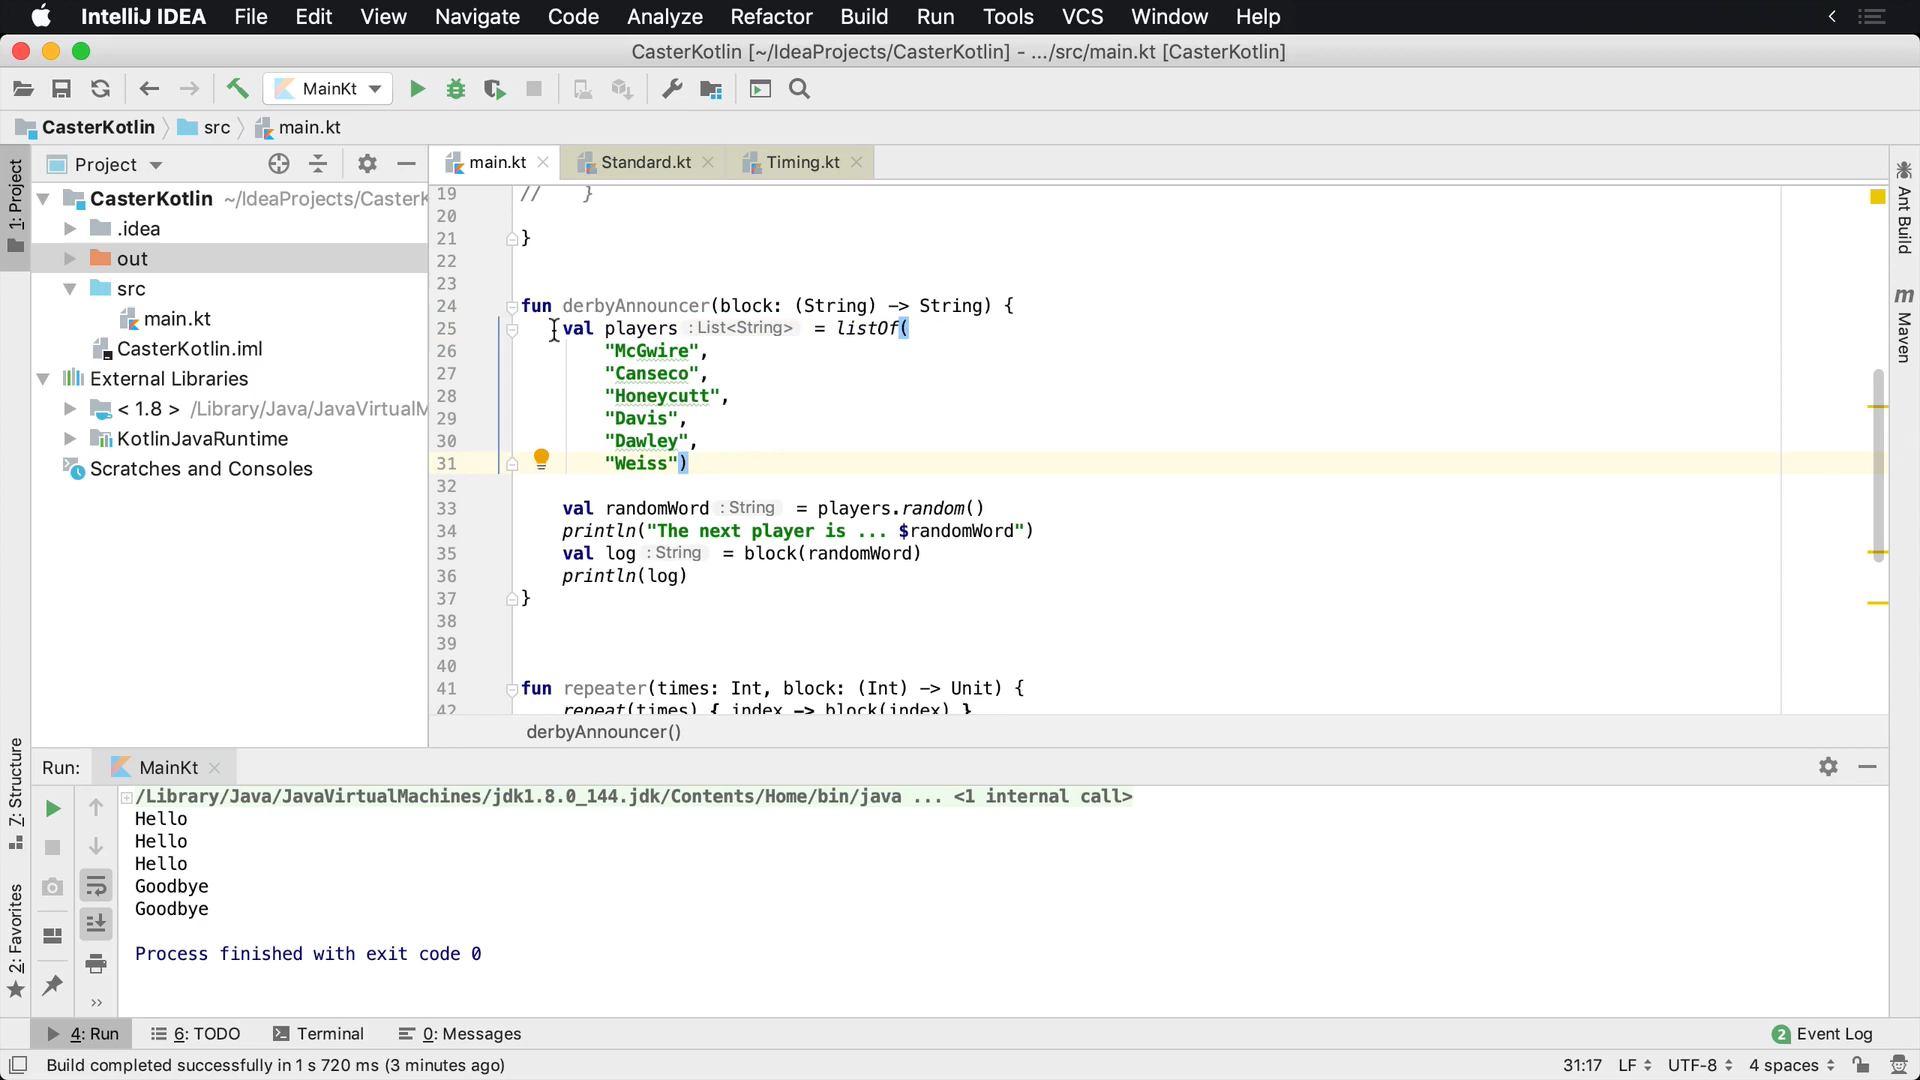 IntelliJ IDEA File Edit View Navigate Code Analyze Refactor Build Run Tools VCS Window Help
CasterKotlin [~/IdeaProjects/CasterKotlin] - .../src/main.kt [CasterKotlin]
MainKt
CasterKotlin src main.kt
Project
main.kt Standard.kt Timing.kt
1: Project
CasterKotlin ~/IdeaProjects/CasterK
.idea
out
src
main.kt
CasterKotlin.iml
External Libraries
< 1.8 > /Library/Java/JavaVirtualM
KotlinJavaRuntime
Scratches and Consoles
19 // }
20
21 }
22
23
24 fun derbyAnnouncer(block: (String) -> String) {
25 val players : List<String> = listOf(
26 "McGwire",
27 "Canseco",
28 "Honeycutt",
29 "Davis",
30 "Dawley",
31 "Weiss")
32
33 val randomWord : String = players.random()
34 println("The next player is ... $randomWord")
35 val log : String = block(randomWord)
36 println(log)
37 }
38
39
40
41 fun repeater(times: Int, block: (Int) -> Unit) {
42 repeat(times) { index -> block(index) }
derbyAnnouncer()
Ant Build
m Maven
Z: Structure
2: Favorites
Run: MainKt
/Library/Java/JavaVirtualMachines/jdk1.8.0_144.jdk/Contents/Home/bin/java ... <1 internal call>
Hello
Hello
Hello
Goodbye
Goodbye
Process finished with exit code 0
4: Run 6: TODO Terminal 0: Messages 2 Event Log
Build completed successfully in 1 s 720 ms (3 minutes ago) 31:17 LF UTF-8 4 spaces